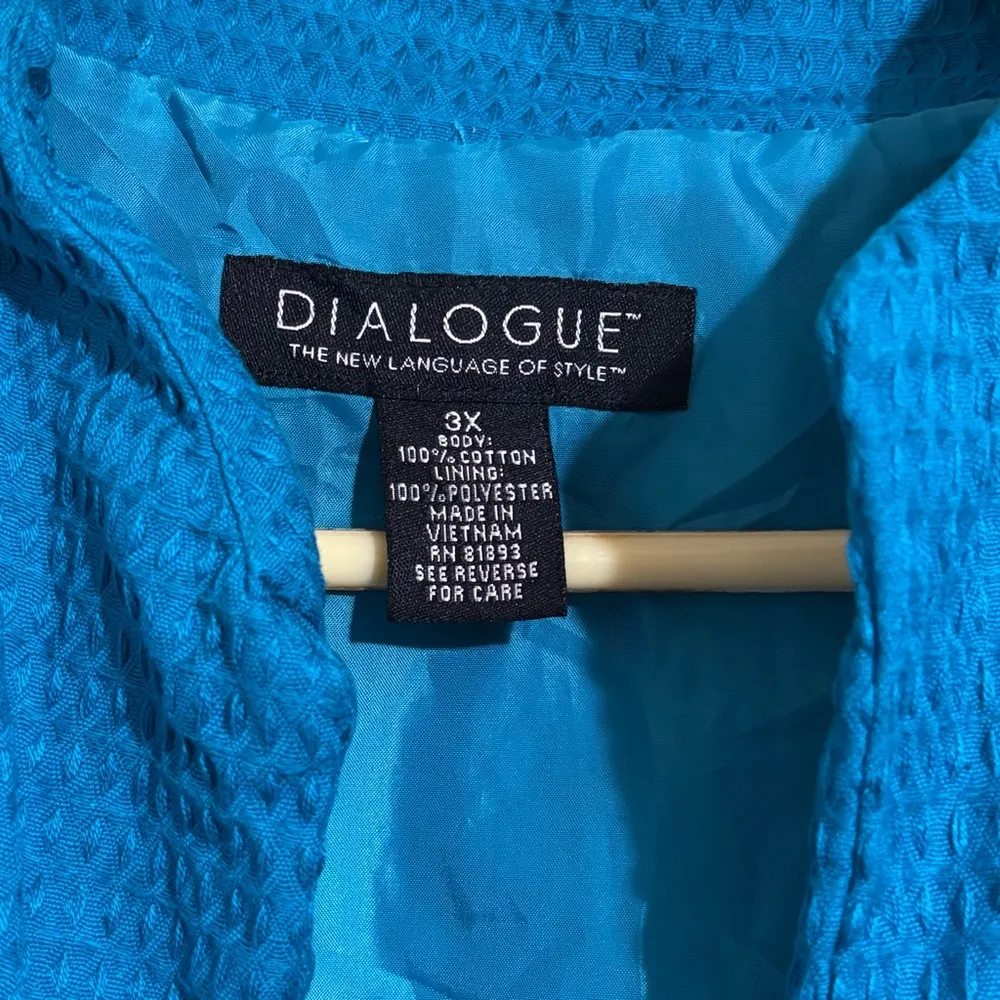 DIALOGUE™
THE NEW LANGUAGE OF STYLE™
3X
BODY:
100% COTTON
LINING:
100% POLYESTER
MADE IN
VIETNAM
RN 81893
SEE REVERSE
FOR CARE